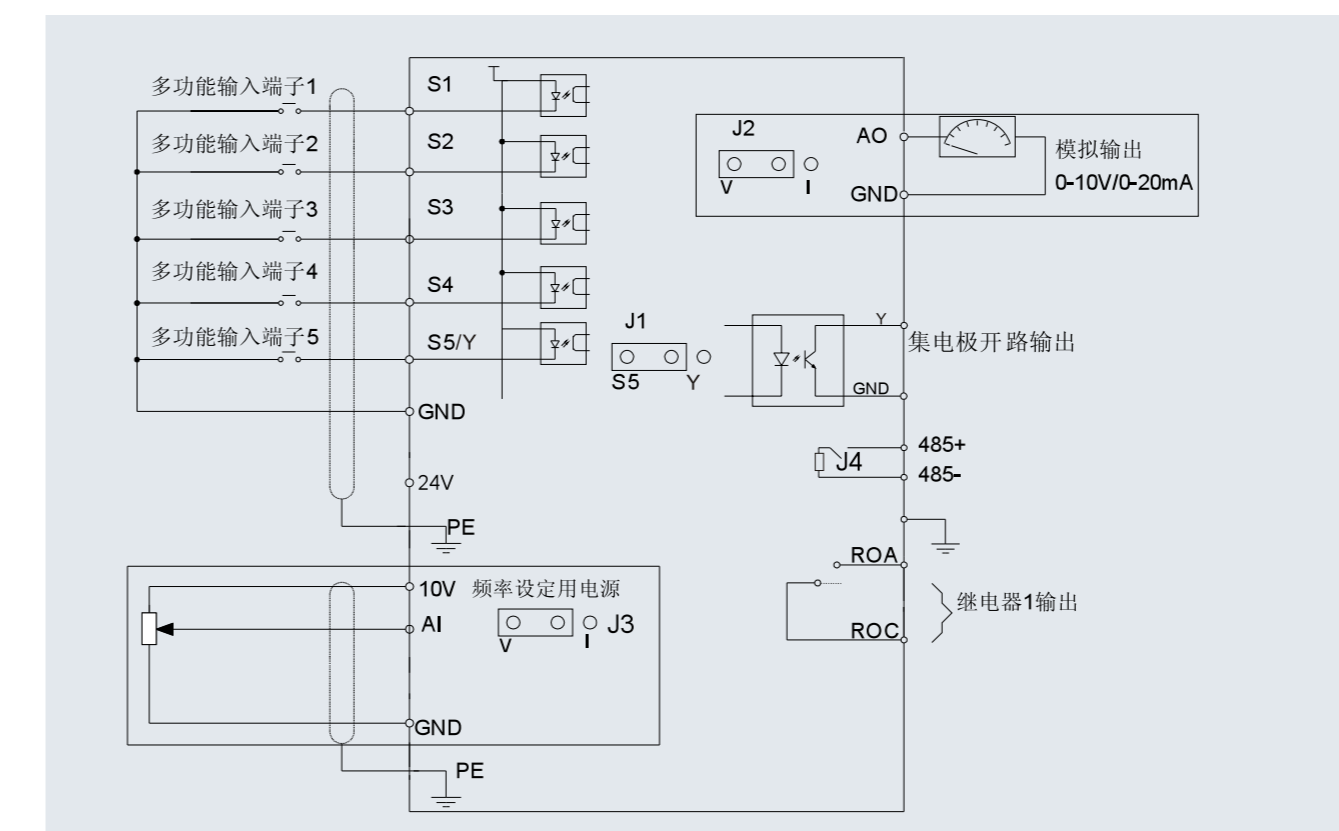 多功能输入端子1
S1
多功能输入端子2
S2
多功能输入端子3
S3
多功能输入端子4
S4
多功能输入端子5
S5/Y
GND
24V
PE
J1
S5
Y
J2
V
I
AO
GND
模拟输出
0-10V/0-20mA
Y
GND
集电极开路输出
J4
485+
485-
ROA
ROC
继电器1输出
10V
频率设定用电源
AI
J3
V
I
GND
PE